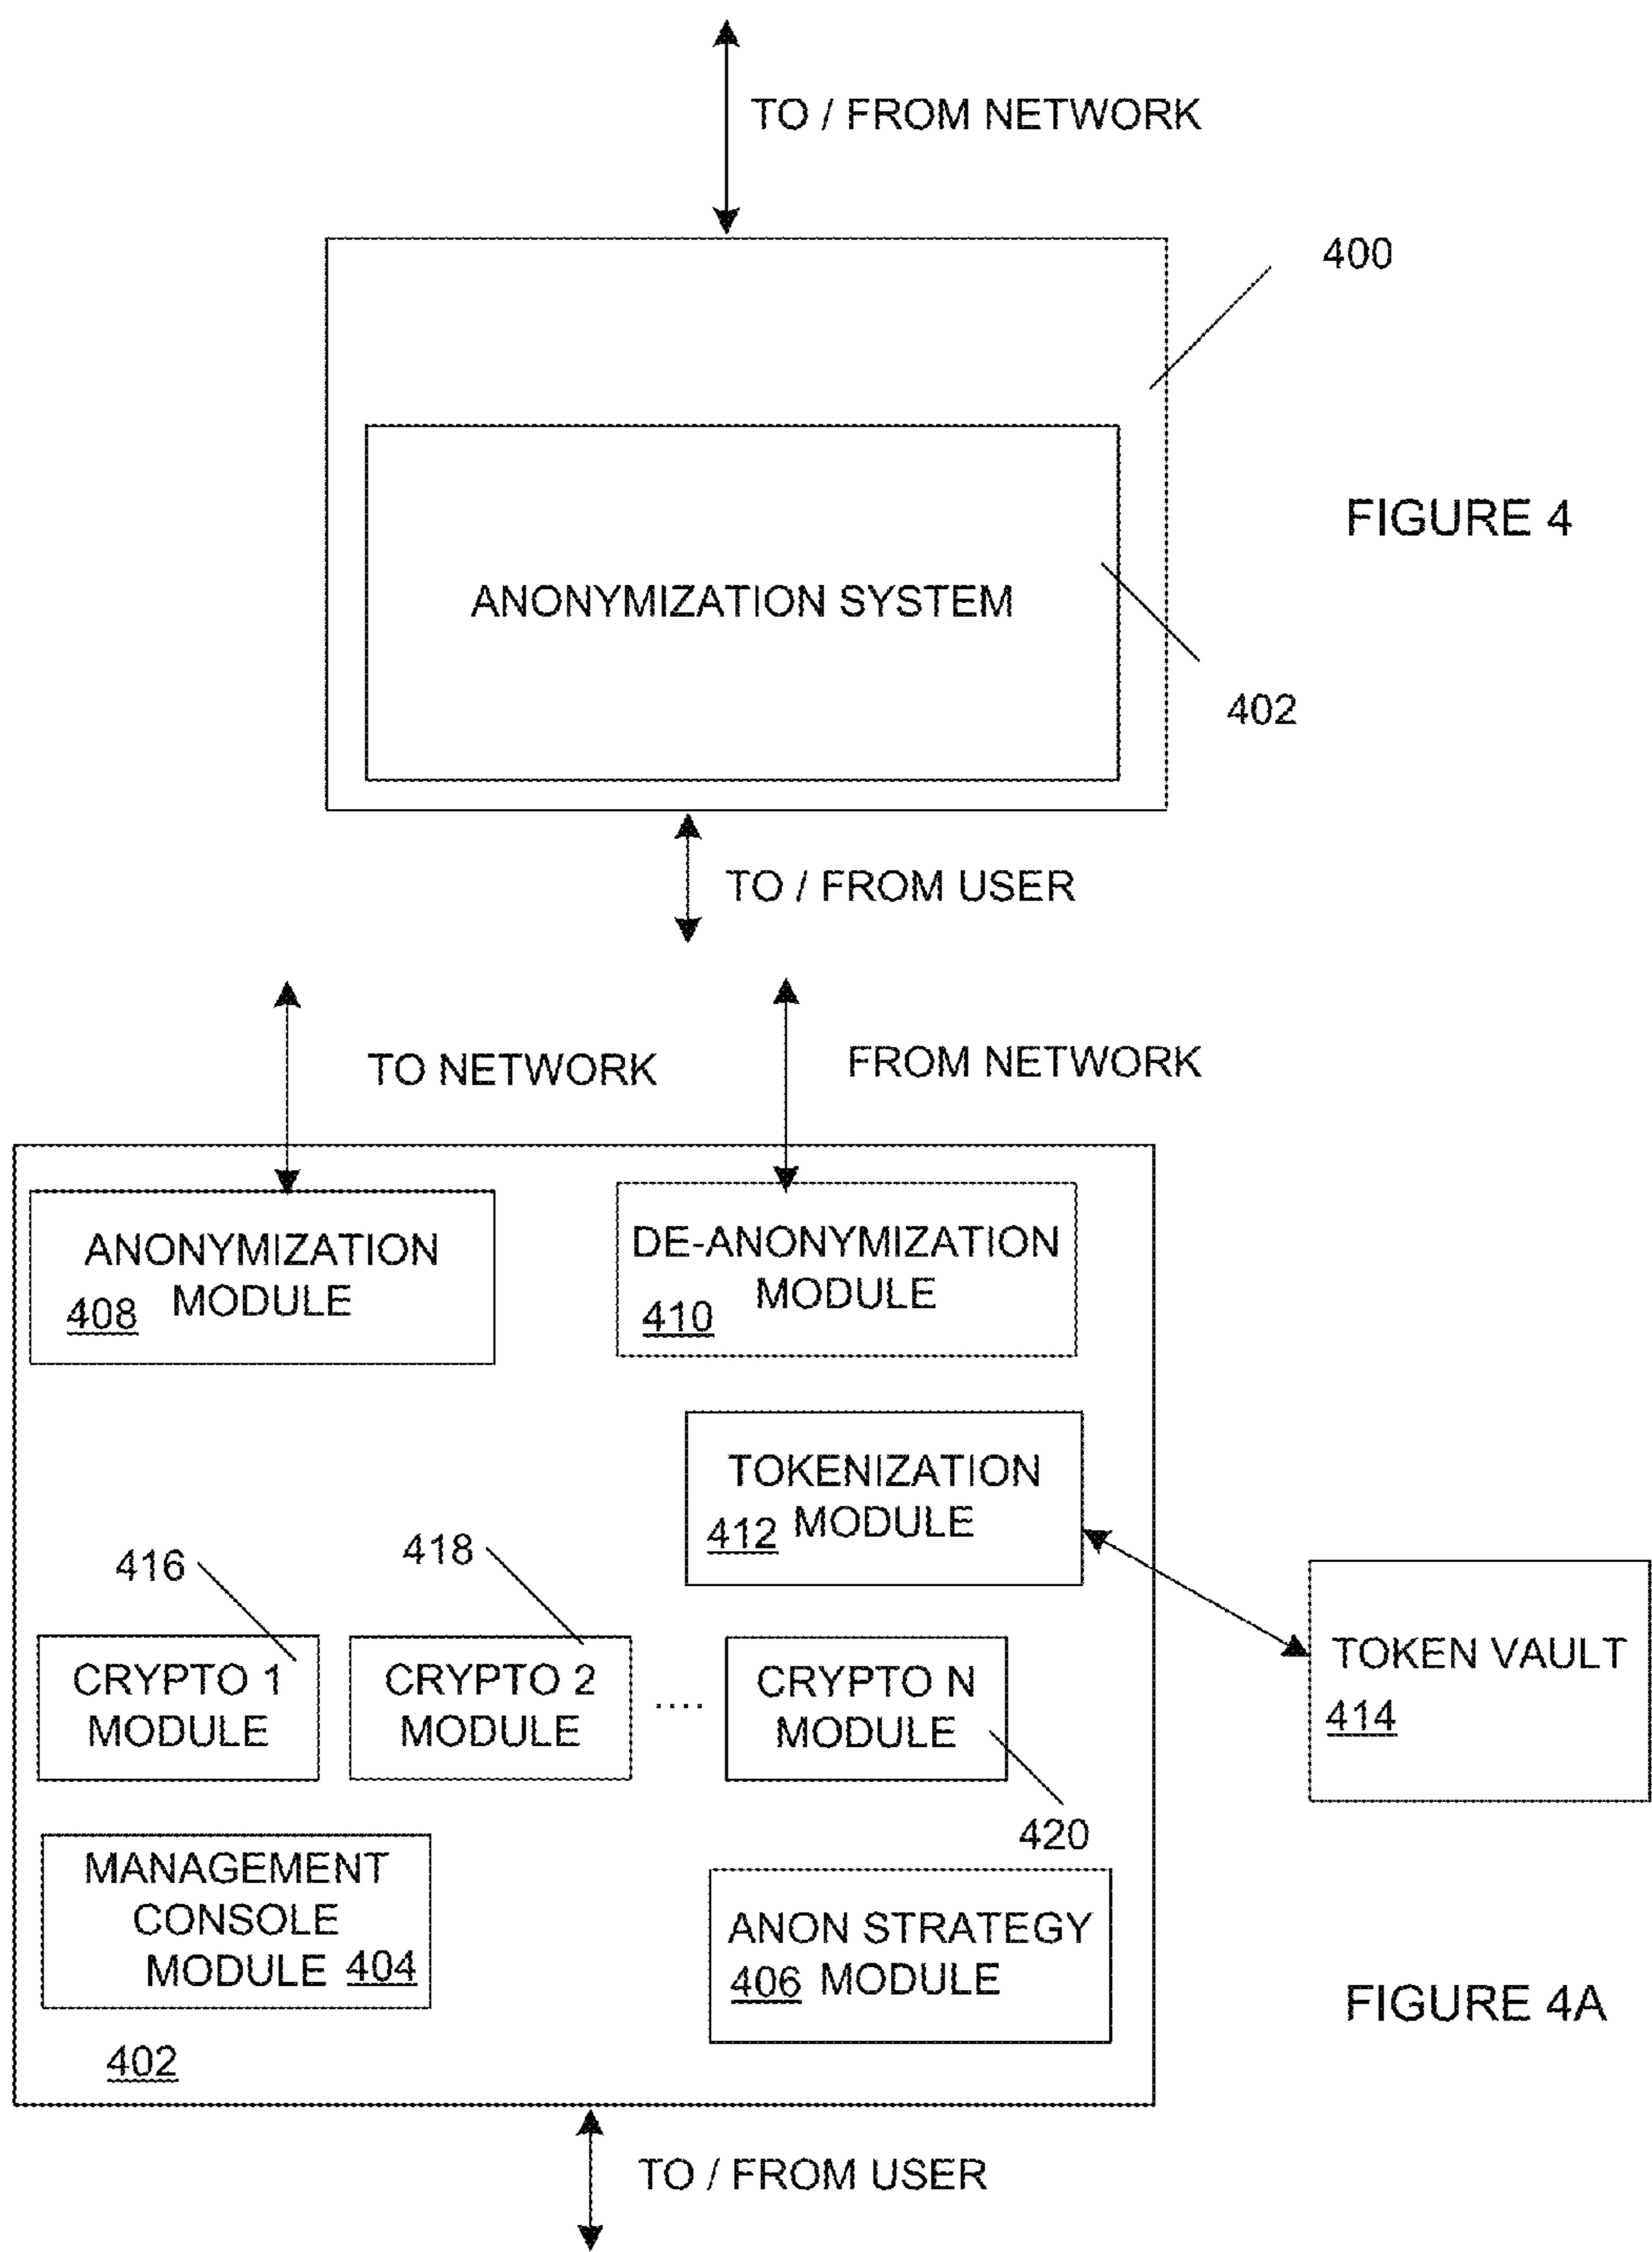 TO / FROM NETWORK
400
FIGURE 4
ANONYMIZATION SYSTEM
402
TO / FROM USER
TO NETWORK
FROM NETWORK
ANONYMIZATION
MODULE
408
DE-ANONYMIZATION
MODULE
410
TOKENIZATION
412 MODULE
416
418
CRYPTO 1
MODULE
CRYPTO 2
MODULE
....
CRYPTO N
MODULE
420
TOKEN VAULT
414
MANAGEMENT
CONSOLE
MODULE 404
ANON STRATEGY
406 MODULE
FIGURE 4A
402
TO / FROM USER